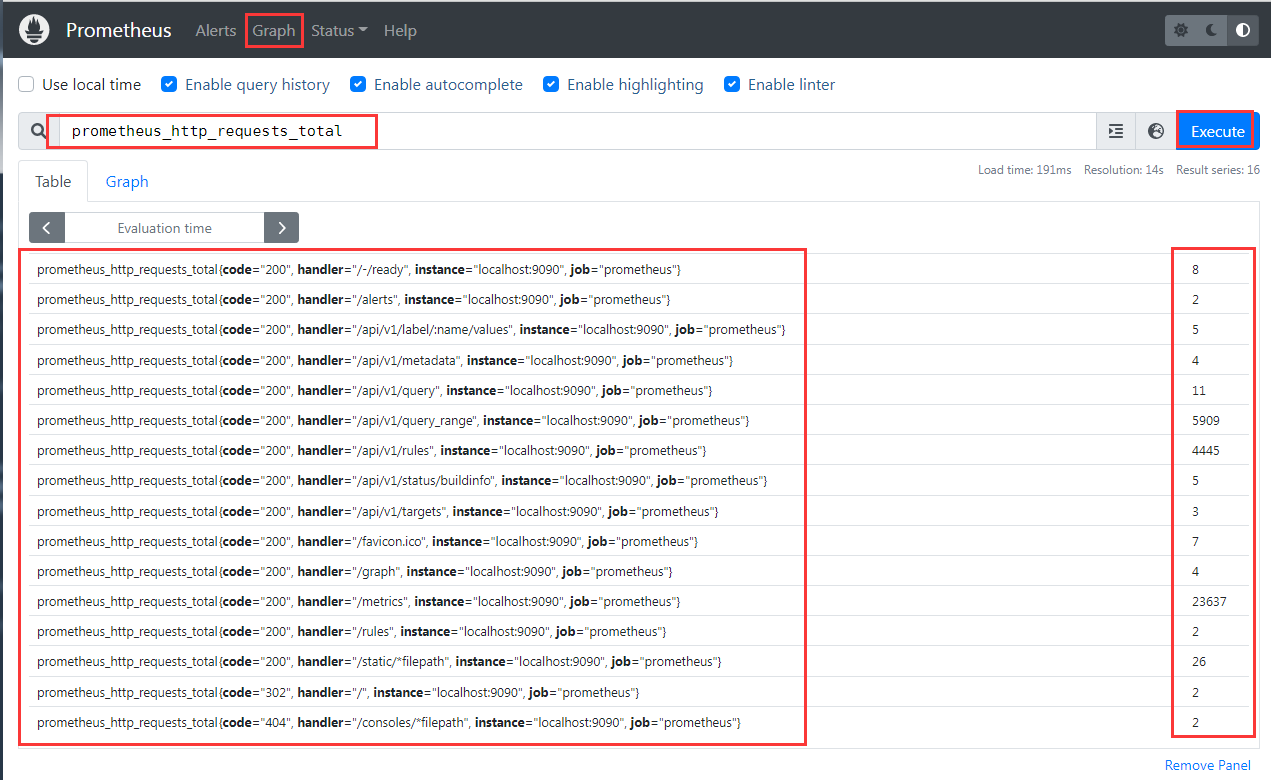 Prometheus Alerts Graph Status Help
Use local time Enable query history Enable autocomplete Enable highlighting Enable linter
prometheus_http_requests_total Execute
Load time: 191ms Resolution: 14s Result series: 16
Table Graph
Evaluation time
prometheus_http_requests_total{code="200", handler="/-/ready", instance="localhost:9090", job="prometheus"} 8
prometheus_http_requests_total{code="200", handler="/alerts", instance="localhost:9090", job="prometheus"} 2
prometheus_http_requests_total{code="200", handler="/api/v1/label/:name/values", instance="localhost:9090", job="prometheus"} 5
prometheus_http_requests_total{code="200", handler="/api/v1/metadata", instance="localhost:9090", job="prometheus"} 4
prometheus_http_requests_total{code="200", handler="/api/v1/query", instance="localhost:9090", job="prometheus"} 11
prometheus_http_requests_total{code="200", handler="/api/v1/query_range", instance="localhost:9090", job="prometheus"} 5909
prometheus_http_requests_total{code="200", handler="/api/v1/rules", instance="localhost:9090", job="prometheus"} 4445
prometheus_http_requests_total{code="200", handler="/api/v1/status/buildinfo", instance="localhost:9090", job="prometheus"} 5
prometheus_http_requests_total{code="200", handler="/api/v1/targets", instance="localhost:9090", job="prometheus"} 3
prometheus_http_requests_total{code="200", handler="/favicon.ico", instance="localhost:9090", job="prometheus"} 7
prometheus_http_requests_total{code="200", handler="/graph", instance="localhost:9090", job="prometheus"} 4
prometheus_http_requests_total{code="200", handler="/metrics", instance="localhost:9090", job="prometheus"} 23637
prometheus_http_requests_total{code="200", handler="/rules", instance="localhost:9090", job="prometheus"} 2
prometheus_http_requests_total{code="200", handler="/static/*filepath", instance="localhost:9090", job="prometheus"} 26
prometheus_http_requests_total{code="302", handler="/", instance="localhost:9090", job="prometheus"} 2
prometheus_http_requests_total{code="404", handler="/consoles/*filepath", instance="localhost:9090", job="prometheus"} 2
Remove Panel